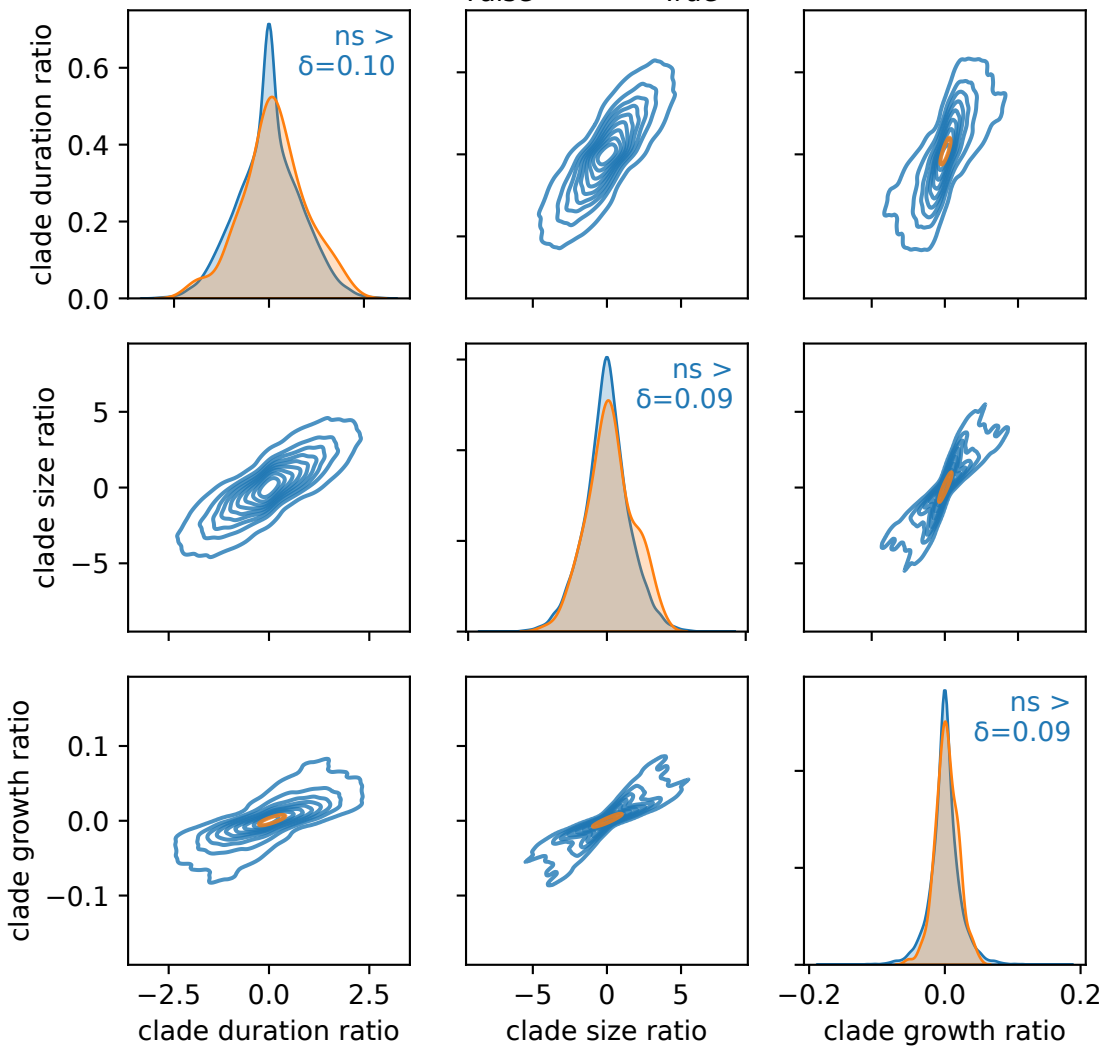 clade duration ratio
0.6
0.4
0.2
0.0
ns >
δ=0.10
clade size ratio
5
0
−5
ns >
δ=0.09
clade growth ratio
0.1
0.0
−0.1
ns >
δ=0.09
−2.5 0.0 2.5
−5 0 5
−0.2 0.0 0.2
clade duration ratio
clade size ratio
clade growth ratio